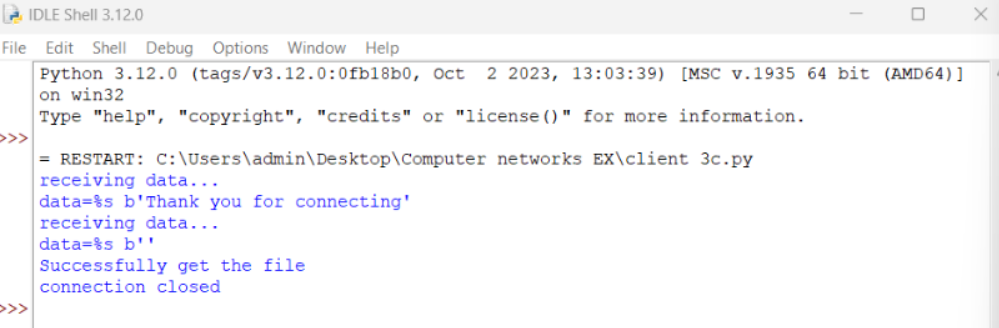 IDLE Shell 3.12.0
File Edit Shell Debug Options Window Help
Python 3.12.0 (tags/v3.12.0:0fb18b0, Oct  2 2023, 13:03:39) [MSC v.1935 64 bit (AMD64)]
on win32
Type "help", "copyright", "credits" or "license()" for more information.
>>>
= RESTART: C:\Users\admin\Desktop\Computer networks EX\client 3c.py
receiving data...
data=%s b'Thank you for connecting'
receiving data...
data=%s b''
Successfully get the file
connection closed
>>>